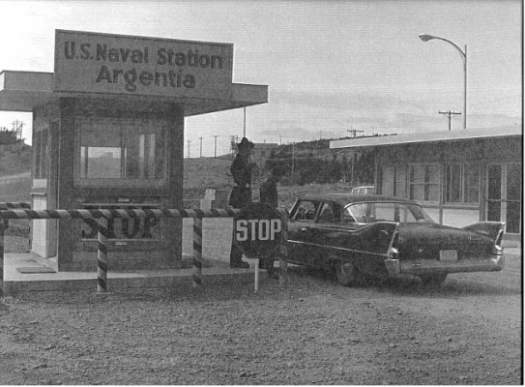 U.S. Naval Station
Argentia
STOP
STOP